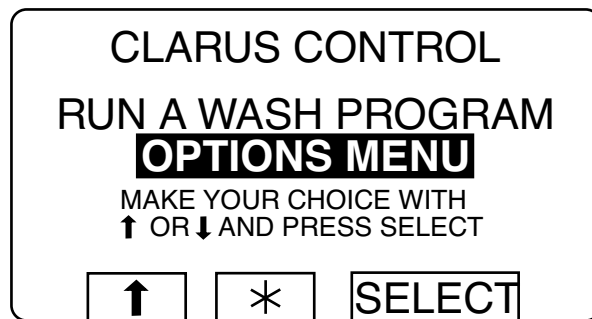 CLARUS CONTROL
RUN A WASH PROGRAM
OPTIONS MENU
MAKE YOUR CHOICE WITH
⬆ OR ⬇ AND PRESS SELECT
⬆ * SELECT